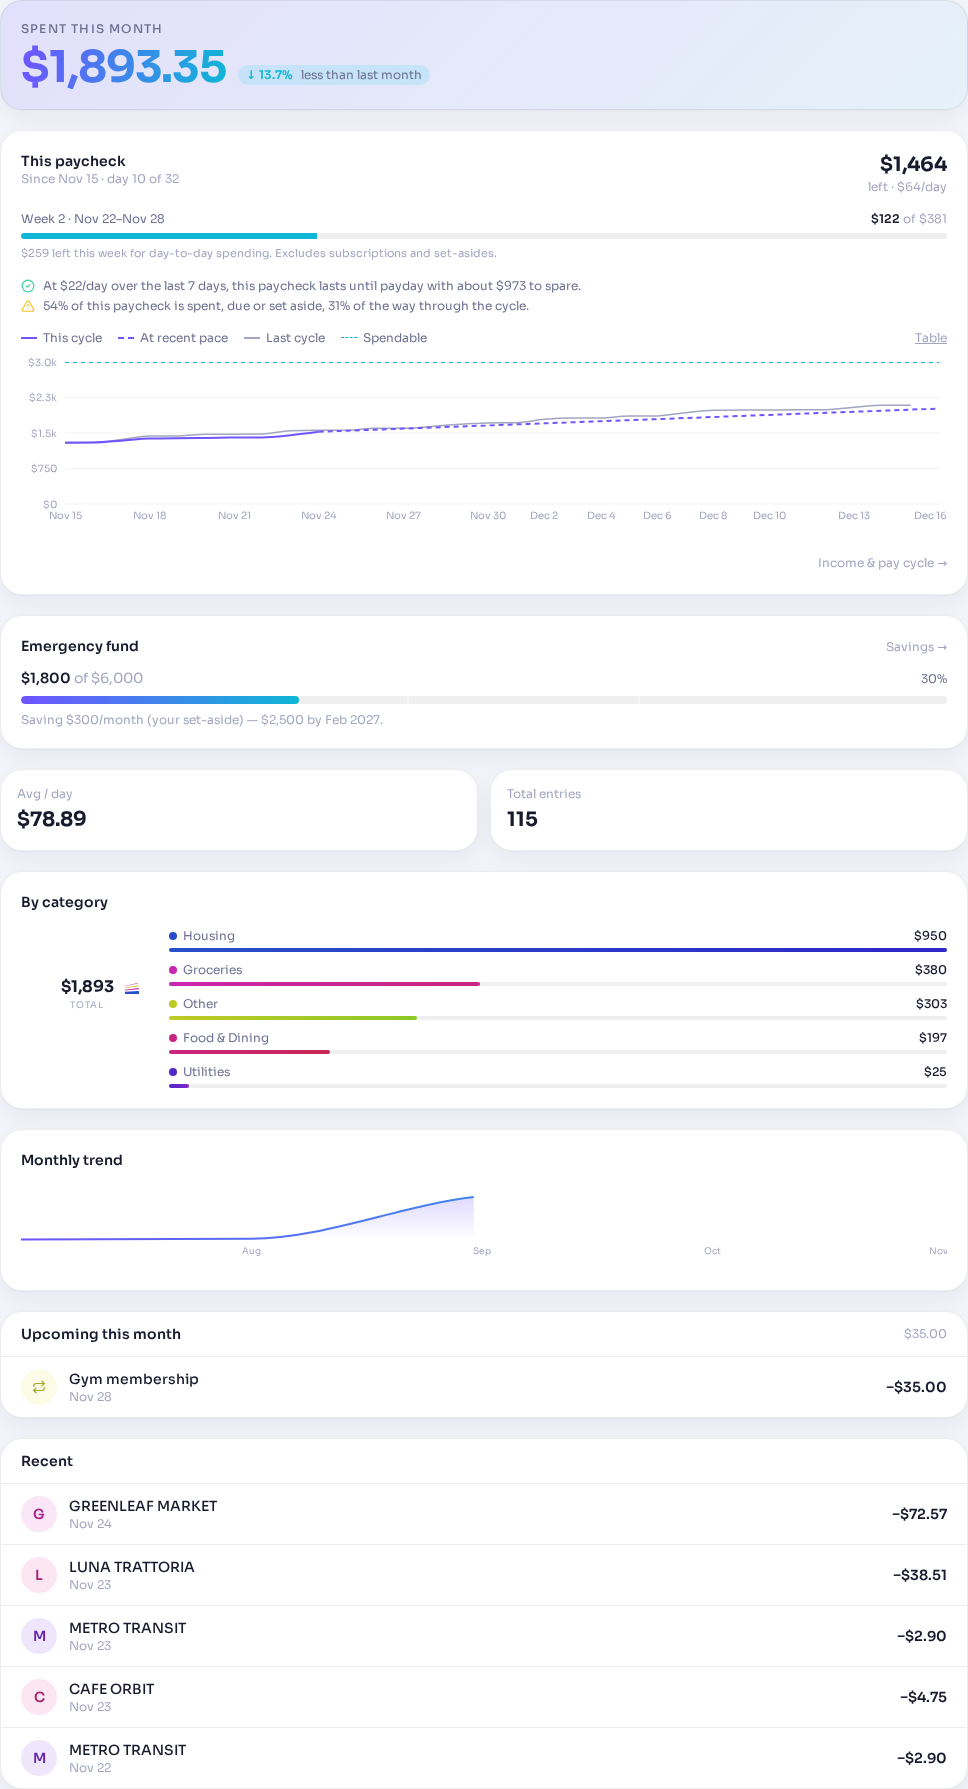 SPENT THIS MONTH
$1,893.35 ↓ 13.7% less than last month
This paycheck $1,464
Since Nov 15 · day 10 of 32 left · $64/day
Week 2 · Nov 22–Nov 28 $122 of $381
$259 left this week for day-to-day spending. Excludes subscriptions and set-asides.
At $22/day over the last 7 days, this paycheck lasts until payday with about $973 to spare.
54% of this paycheck is spent, due or set aside, 31% of the way through the cycle.
This cycle At recent pace Last cycle Spendable Table
$3.0k
$2.3k
$1.5k
$750
$0
Nov 15 Nov 18 Nov 21 Nov 24 Nov 27 Nov 30 Dec 2 Dec 4 Dec 6 Dec 8 Dec 10 Dec 13 Dec 16
Income & pay cycle →
Emergency fund Savings →
$1,800 of $6,000 30%
Saving $300/month (your set-aside) — $2,500 by Feb 2027.
Avg / day Total entries
$78.89 115
By category
$1,893
TOTAL
Housing $950
Groceries $380
Other $303
Food & Dining $197
Utilities $25
Monthly trend
Aug Sep Oct Nov
Upcoming this month $35.00
Gym membership −$35.00
Nov 28
Recent
G GREENLEAF MARKET −$72.57
Nov 24
L LUNA TRATTORIA −$38.51
Nov 23
M METRO TRANSIT −$2.90
Nov 23
C CAFE ORBIT −$4.75
Nov 23
M METRO TRANSIT −$2.90
Nov 22